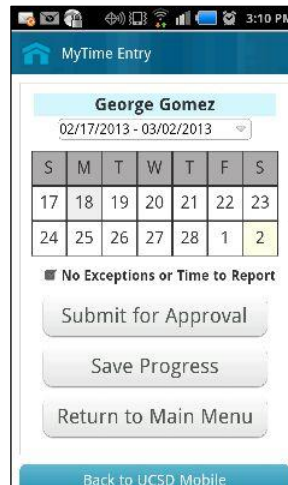 3:10 PM
MyTime Entry
George Gomez
02/17/2013 - 03/02/2013
S M T W T F S
17 18 19 20 21 22 23
24 25 26 27 28 1 2
No Exceptions or Time to Report
Submit for Approval
Save Progress
Return to Main Menu
Back to UCSD Mobile